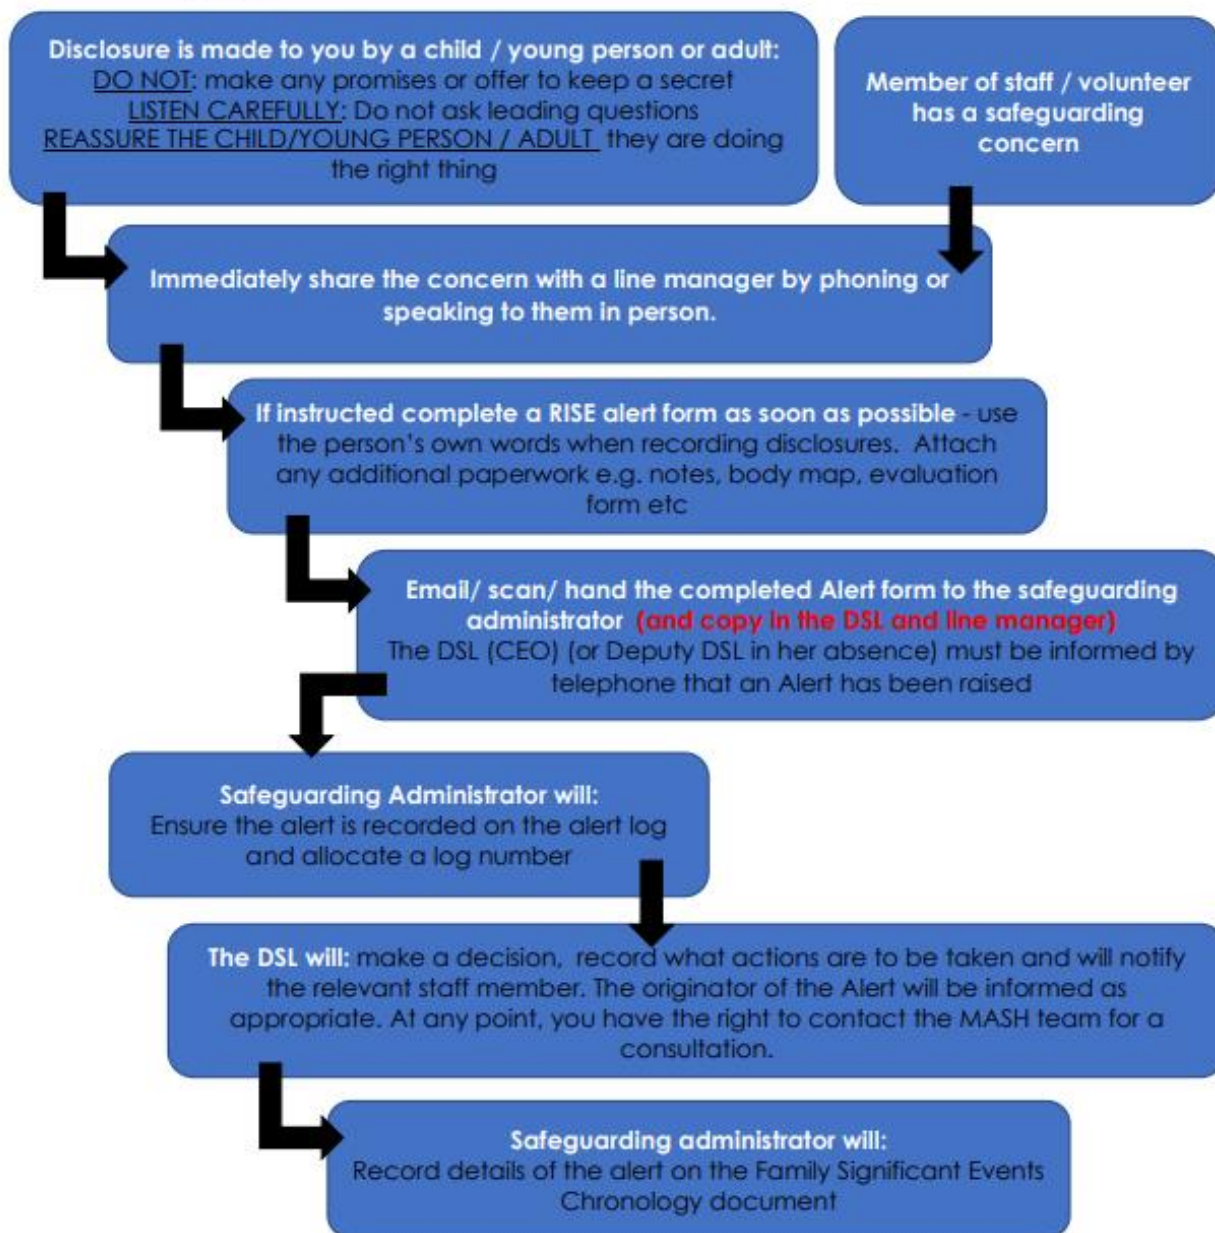 Disclosure is made to you by a child / young person or adult:
DO NOT: make any promises or offer to keep a secret
LISTEN CAREFULLY: Do not ask leading questions
REASSURE THE CHILD/YOUNG PERSON / ADULT they are doing
the right thing
Member of staff / volunteer
has a safeguarding
concern
Immediately share the concern with a line manager by phoning or
speaking to them in person.
If instructed complete a RISE alert form as soon as possible - use
the person's own words when recording disclosures. Attach
any additional paperwork e.g. notes, body map, evaluation
form etc
Email/ scan/ hand the completed Alert form to the safeguarding
administrator (and copy in the DSL and line manager)
The DSL (CEO) (or Deputy DSL in her absence) must be informed by
telephone that an Alert has been raised
Safeguarding Administrator will:
Ensure the alert is recorded on the alert log
and allocate a log number
The DSL will: make a decision, record what actions are to be taken and will notify
the relevant staff member. The originator of the Alert will be informed as
appropriate. At any point, you have the right to contact the MASH team for a
consultation.
Safeguarding administrator will:
Record details of the alert on the Family Significant Events
Chronology document